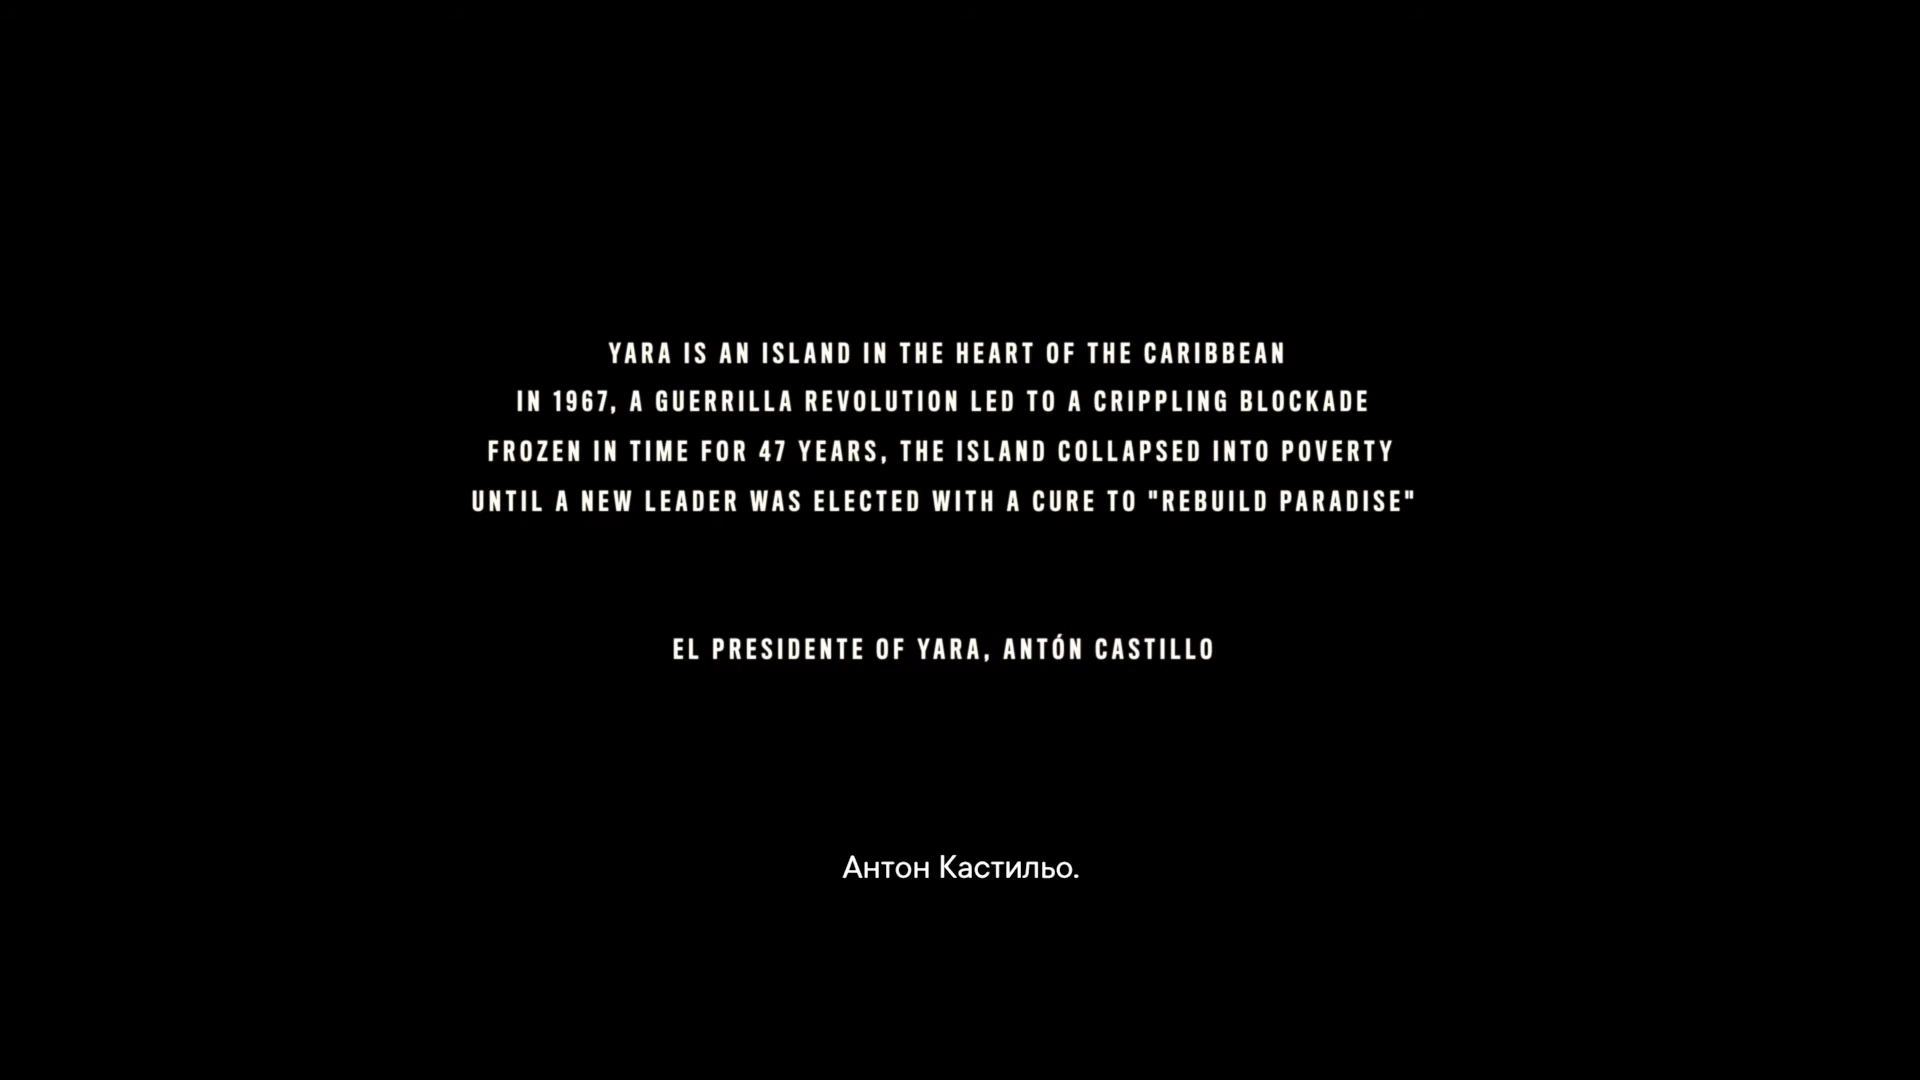 YARA IS AN ISLAND IN THE HEART OF THE CARIBBEAN
IN 1967, A GUERRILLA REVOLUTION LED TO A CRIPPLING BLOCKADE
FROZEN IN TIME FOR 47 YEARS, THE ISLAND COLLAPSED INTO POVERTY
UNTIL A NEW LEADER WAS ELECTED WITH A CURE TO "REBUILD PARADISE"
EL PRESIDENTE OF YARA, ANTÓN CASTILLO
Антон Кастильо.